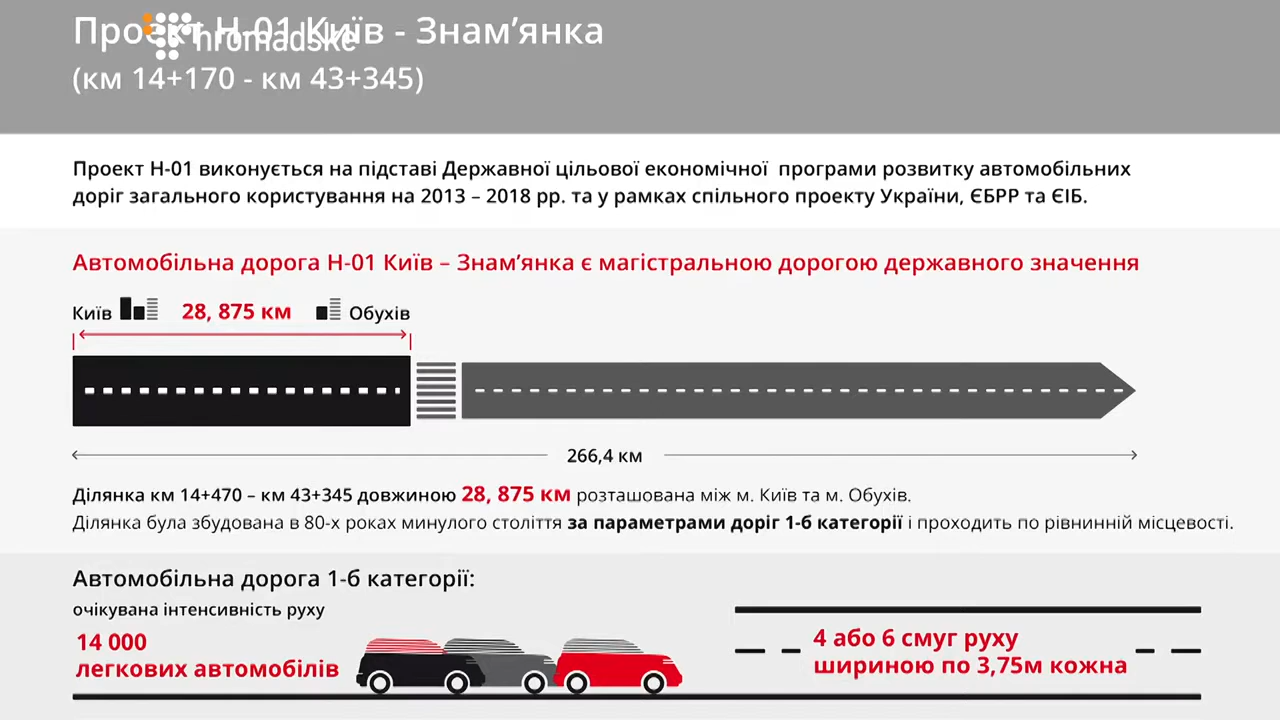 Проект Н-01 Київ - Знам’янка
hromadske
(км 14+170 - км 43+345)
Проект Н-01 виконується на підставі Державної цільової економічної програми розвитку автомобільних
доріг загального користування на 2013 – 2018 рр. та у рамках спільного проекту України, ЄБРР та ЄІБ.
Автомобільна дорога Н-01 Київ – Знам’янка є магістральною дорогою державного значення
Київ 28, 875 км Обухів
266,4 км
Ділянка км 14+470 – км 43+345 довжиною 28, 875 км розташована між м. Київ та м. Обухів.
Ділянка була збудована в 80-х роках минулого століття за параметрами доріг 1-б категорії і проходить по рівнинній місцевості.
Автомобільна дорога 1-б категорії:
очікувана інтенсивність руху
14 000
легкових автомобілів
4 або 6 смуг руху
шириною по 3,75м кожна